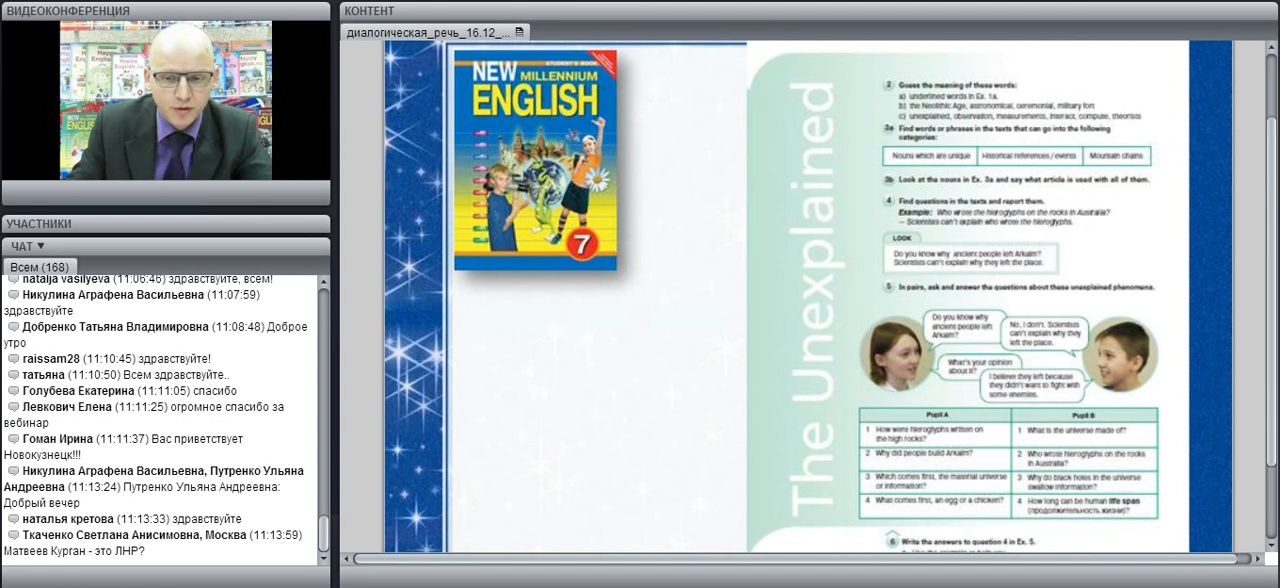 ВИДЕОКОНФЕРЕНЦИЯ
УЧАСТНИКИ
ЧАТ ▼
Всем (168)
natalja vasilyeva (11:06:46) здравствуйте, всем!
Никулина Аграфена Васильевна (11:07:59)
здравствуйте
Добренко Татьяна Владимировна (11:08:48) Доброе
утро
raissam28 (11:10:45) здравствуйте!
татьяна (11:10:50) Всем здравствуйте..
Голубева Екатерина (11:11:05) спасибо
Левкович Елена (11:11:25) огромное спасибо за
вебинар
Гоман Ирина (11:11:37) Вас приветствует
Новокузнецк!!!
Никулина Аграфена Васильевна, Путренко Ульяна
Андреевна (11:13:24) Путренко Ульяна Андреевна:
Добрый вечер
наталья кретова (11:13:33) здравствуйте
Ткаченко Светлана Анисимовна, Москва (11:13:59)
Матвеев Курган - это ЛНР?
КОНТЕНТ
диалогическая_речь_16.12_...
STUDENT'S BOOK
NEW MILLENNIUM
ENGLISH
7
The Unexplained
2 Guess the meaning of these words:
a) underlined words in Ex. 1a.
b) the Neolithic Age, astronomical, ceremonial, military fort
c) unexplained, observation, measurements, interact, compute, theorists
3a Find words or phrases in the texts that can go into the following
categories:
Nouns which are unique
Historical references / events
Mountain chains
3b Look at the nouns in Ex. 3a and say what article is used with all of them.
4 Find questions in the texts and report them.
Example: Who wrote the hieroglyphs on the rocks in Australia?
– Scientists can't explain who wrote the hieroglyphs.
LOOK
Do you know why ancient people left Arkaim?
Scientists can't explain why they left the place.
5 In pairs, ask and answer the questions about these unexplained phenomena.
Do you know why
ancient people left
Arkaim?
No, I don't. Scientists
can't explain why they
left the place.
What's your opinion
about it?
I believe they left because
they didn't want to fight with
some enemies.
Pupil A
Pupil B
1 How were hieroglyphs written on
the high rocks?
1 What is the universe made of?
2 Why did people build Arkaim?
2 Who wrote hieroglyphs on the rocks
in Australia?
3 Which comes first, the material universe
or information?
3 Why do black holes in the universe
swallow information?
4 What comes first, an egg or a chicken?
4 How long can be human life span
(продолжительность жизни)?
6 Write the answers to question 4 in Ex. 5.